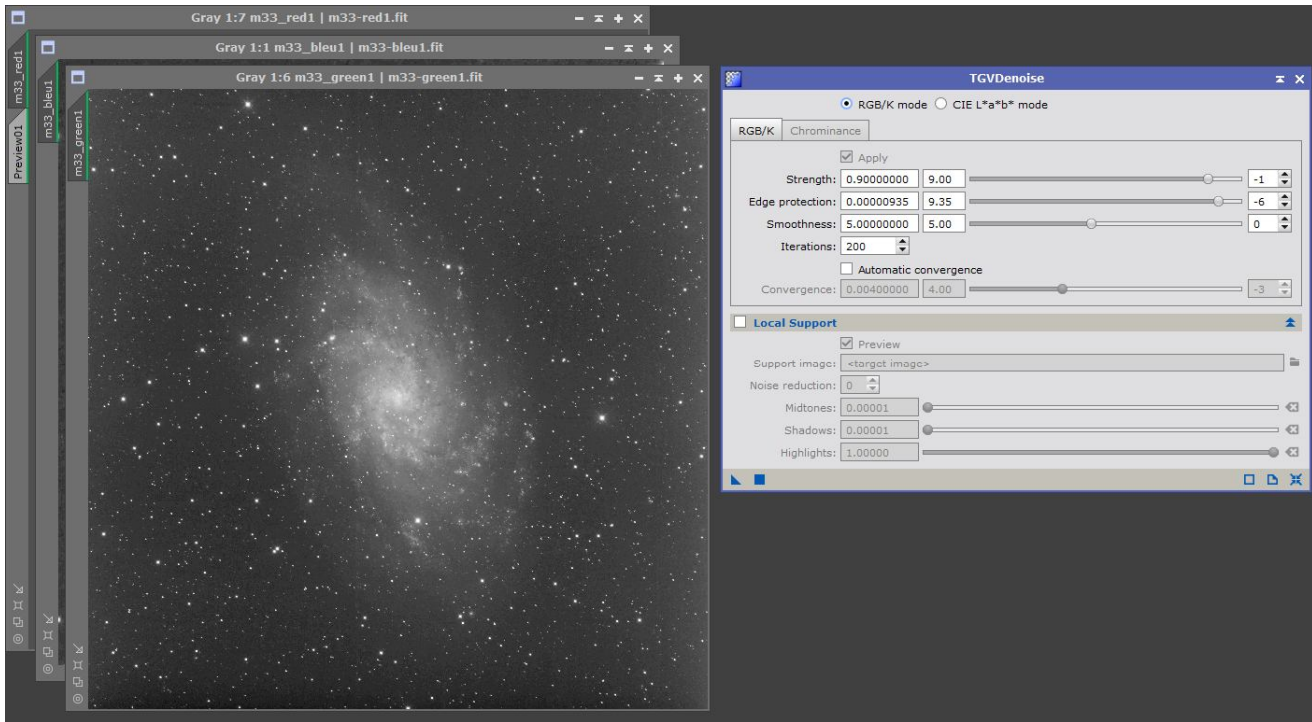 Gray 1:7 m33_red1 | m33-red1.fit
m33_red1
Preview01
Gray 1:1 m33_bleu1 | m33-bleu1.fit
m33_bleu1
Gray 1:6 m33_green1 | m33-green1.fit
m33_green1
TGVDenoise
RGB/K mode CIE L*a*b* mode
RGB/K Chrominance
Apply
Strength: 0.90000000 9.00 -1
Edge protection: 0.00000935 9.35 -6
Smoothness: 5.00000000 5.00 0
Iterations: 200
Automatic convergence
Convergence: 0.00400000 4.00 -3
Local Support
Preview
Support image: <target image>
Noise reduction: 0
Midtones: 0.00001
Shadows: 0.00001
Highlights: 1.00000